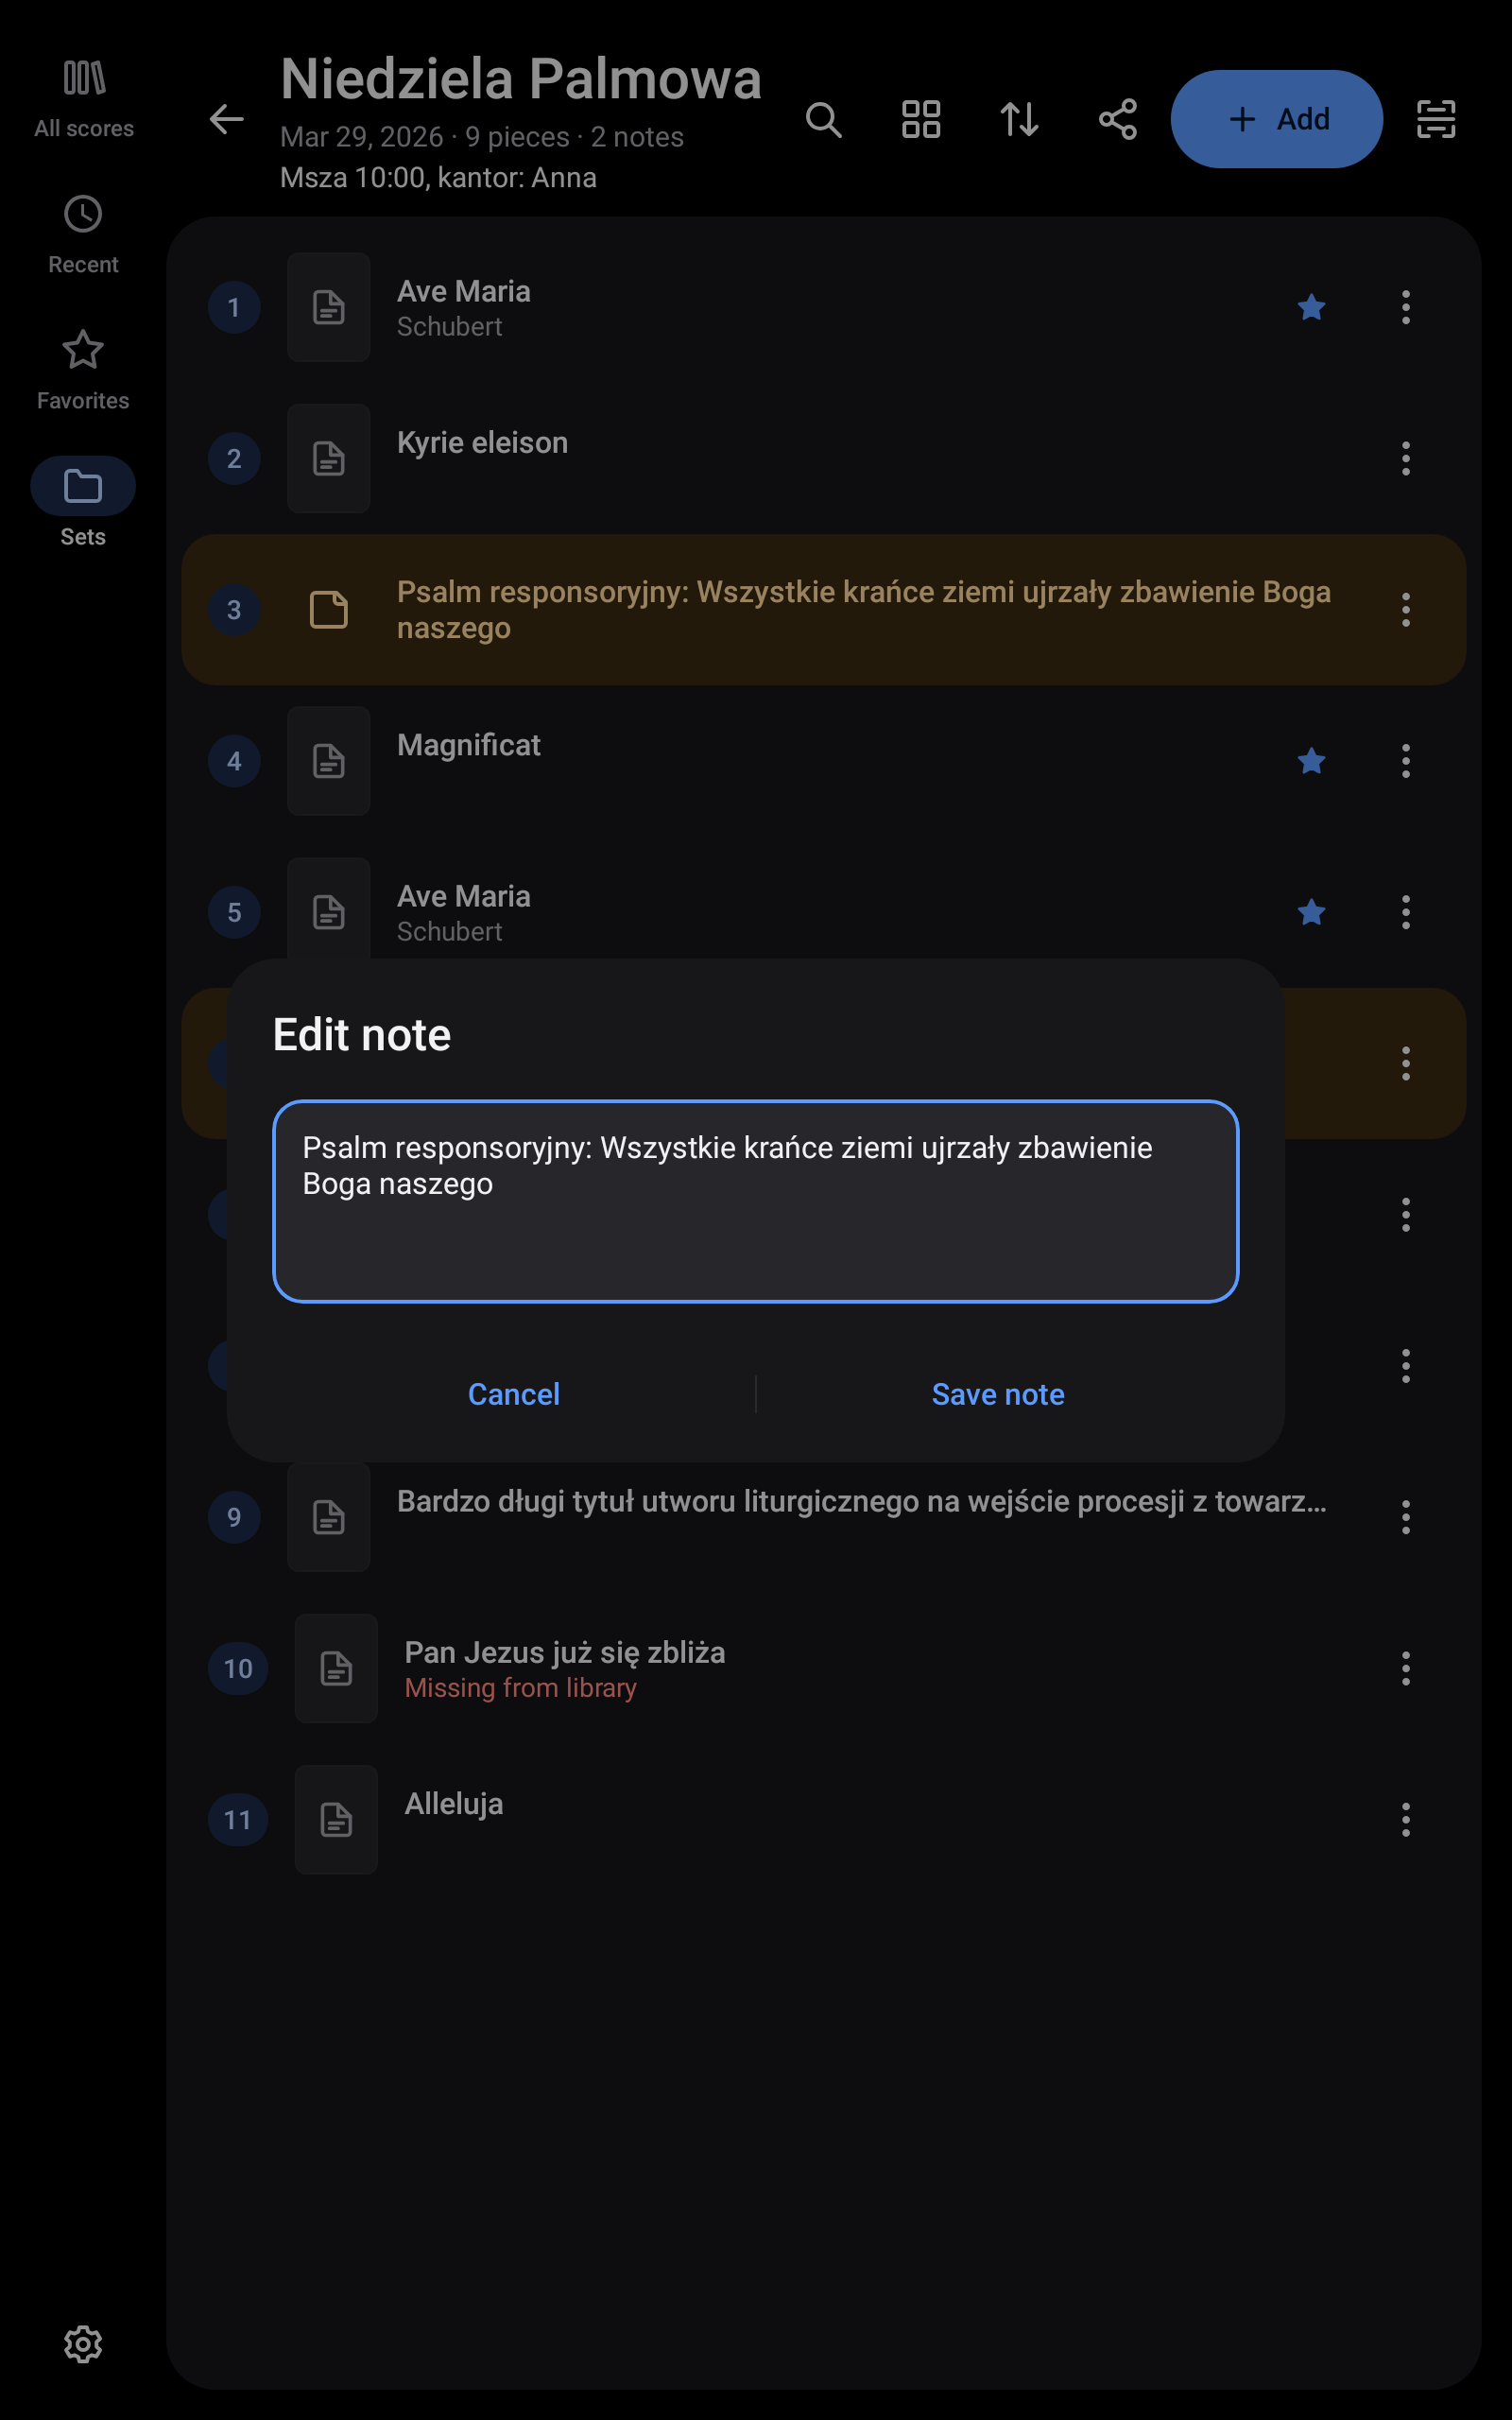 All scores
Recent
Favorites
Sets
Niedziela Palmowa
Mar 29, 2026 · 9 pieces · 2 notes
Msza 10:00, kantor: Anna
Add
1
Ave Maria
Schubert
2
Kyrie eleison
3
Psalm responsoryjny: Wszystkie krańce ziemi ujrzały zbawienie Boga
naszego
4
Magnificat
5
Ave Maria
Schubert
Edit note
Psalm responsoryjny: Wszystkie krańce ziemi ujrzały zbawienie
Boga naszego
Cancel
Save note
9
Bardzo długi tytuł utworu liturgicznego na wejście procesji z towarz…
10
Pan Jezus już się zbliża
Missing from library
11
Alleluja